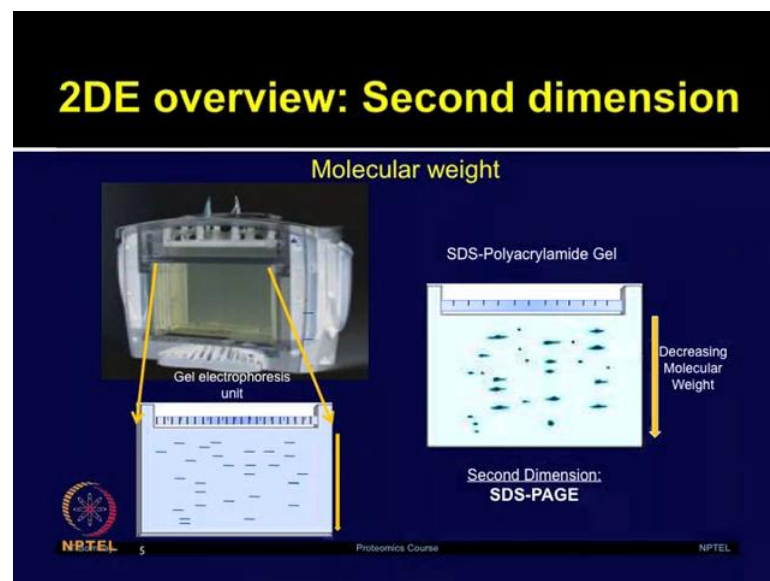 2DE overview: Second dimension
Molecular weight
SDS-Polyacrylamide Gel
Gel electrophoresis
unit
Decreasing
Molecular
Weight
Second Dimension:
SDS-PAGE
NPTEL
5
Proteomics Course
NPTEL